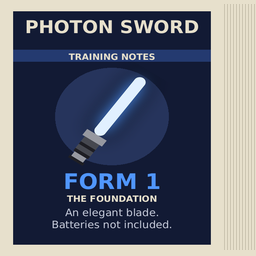 PHOTON SWORD
TRAINING NOTES
FORM 1
THE FOUNDATION
An elegant blade.
Batteries not included.